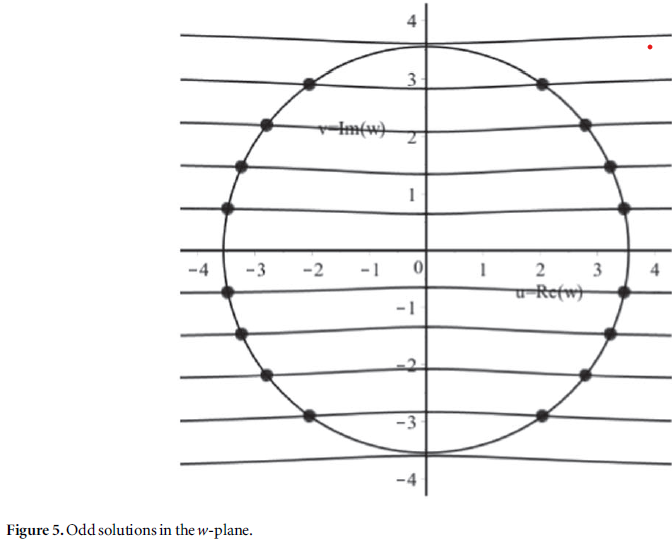 4
3
v=Im(w)
2
1
−4 −3 −2 −1 0 1 2 3 4
u=Re(w)
−1
−2
−3
−4
Figure 5. Odd solutions in the w-plane.